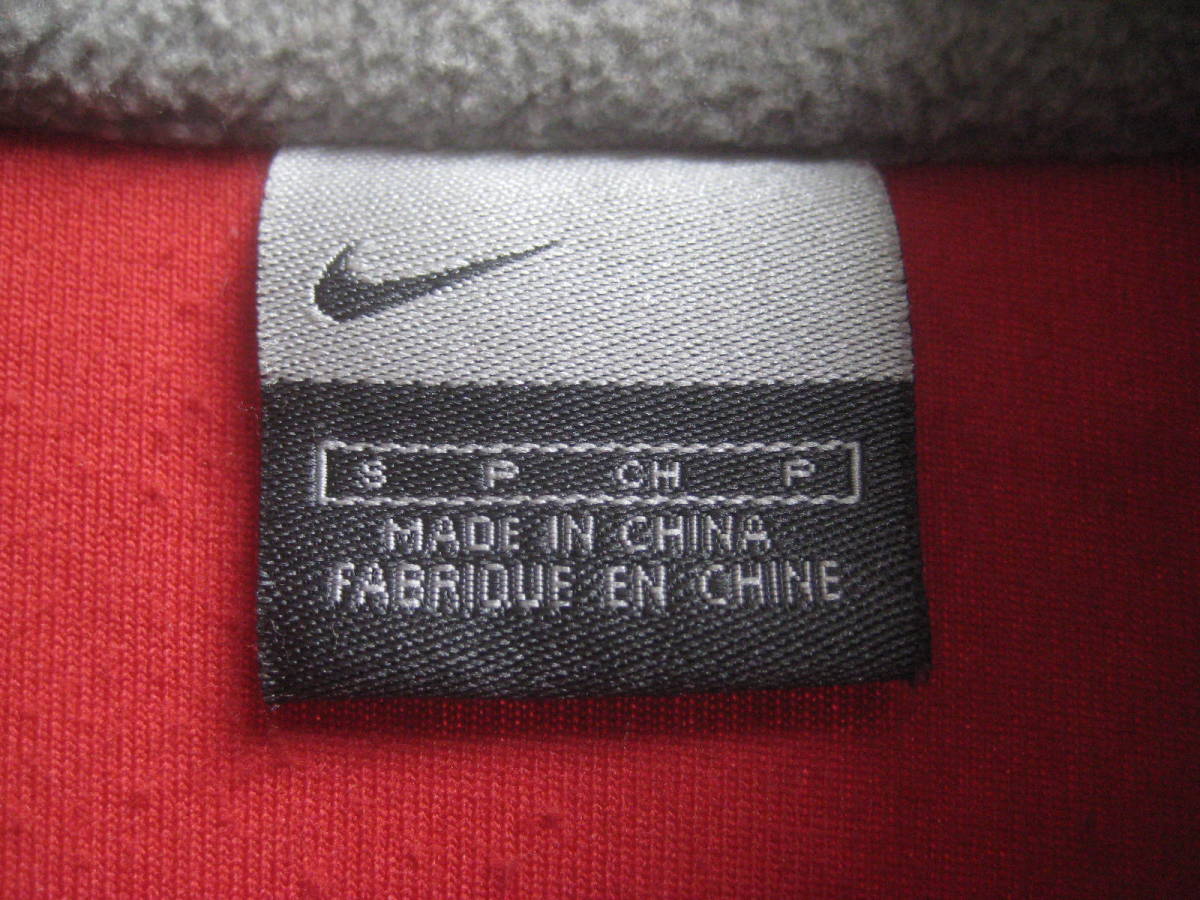 S P CH P
MADE IN CHINA
FABRIQUE EN CHINE